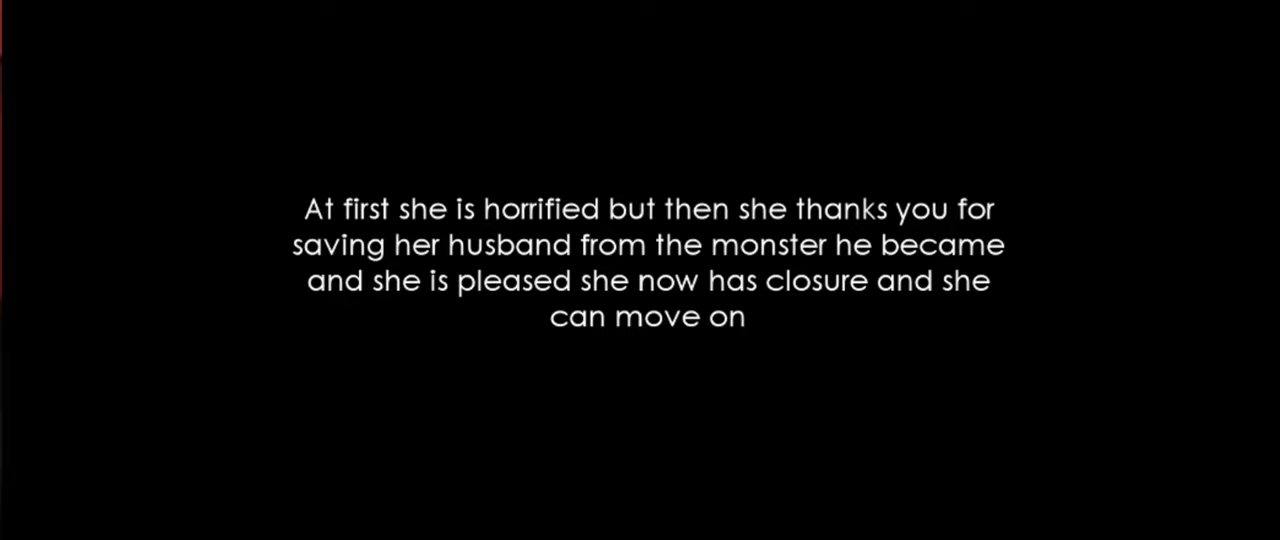 At first she is horrified but then she thanks you for
saving her husband from the monster he became
and she is pleased she now has closure and she
can move on